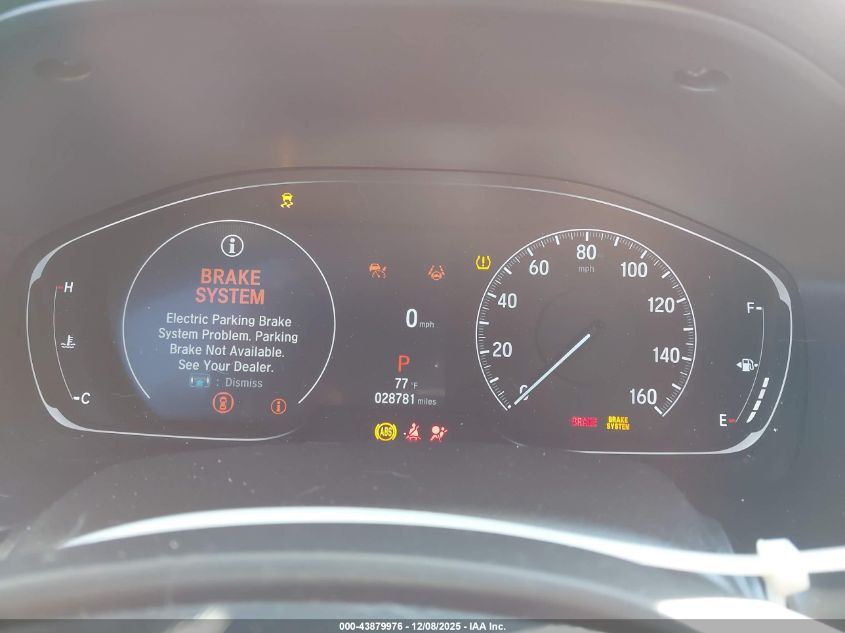 BRAKE
SYSTEM
Electric Parking Brake
System Problem. Parking
Brake Not Available.
See Your Dealer.
: Dismiss
H
C
0 mph
P
77 °F
028781 miles
ABS
0
20
40
60
80
mph
100
120
140
160
BRAKE
BRAKE
SYSTEM
F
E
000-43879976 - 12/08/2025 - IAA Inc.